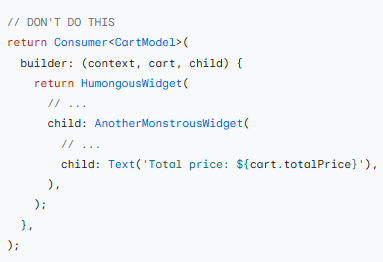 // DON'T DO THIS
return Consumer<CartModel>(
  builder: (context, cart, child) {
    return HumongousWidget(
      // ...
      child: AnotherMonstrousWidget(
        // ...
        child: Text('Total price: ${cart.totalPrice}'),
      ),
    );
  },
);